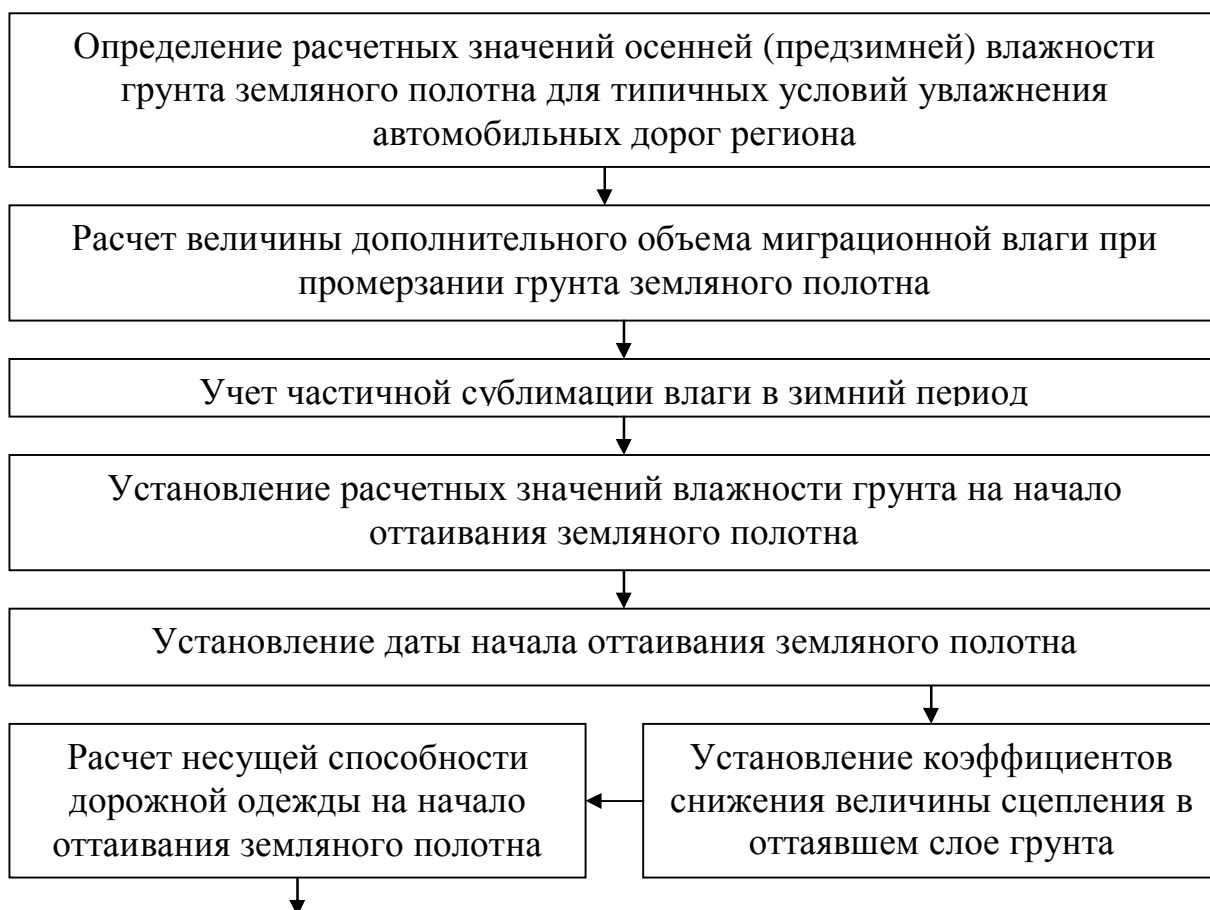 Определение расчетных значений осенней (предзимней) влажности
грунта земляного полотна для типичных условий увлажнения
автомобильных дорог региона
Расчет величины дополнительного объема миграционной влаги при
промерзании грунта земляного полотна
Учет частичной сублимации влаги в зимний период
Установление расчетных значений влажности грунта на начало
оттаивания земляного полотна
Установление даты начала оттаивания земляного полотна
Расчет несущей способности
дорожной одежды на начало
оттаивания земляного полотна
Установление коэффициентов
снижения величины сцепления в
оттаявшем слое грунта